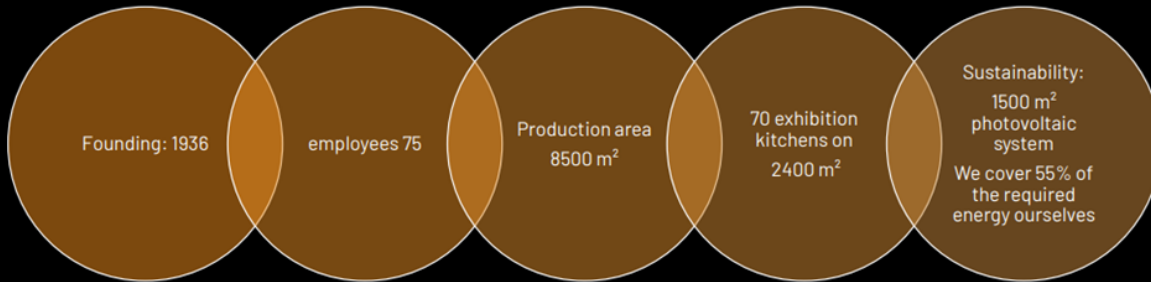 Founding: 1936
employees 75
Production area
8500 m²
70 exhibition
kitchens on
2400 m²
Sustainability:
1500 m²
photovoltaic
system
We cover 55% of
the required
energy ourselves